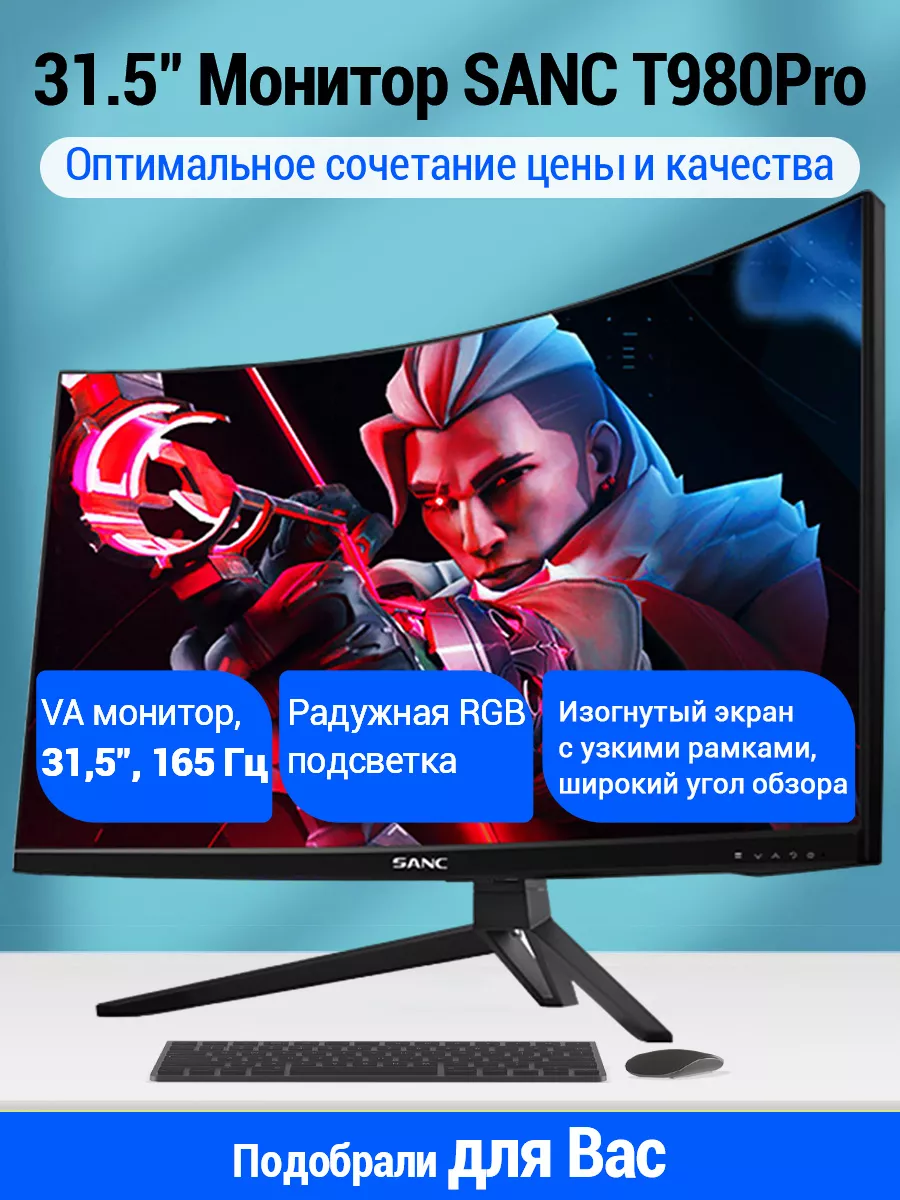 31.5” Монитор SANC T980Pro
Оптимальное сочетание цены и качества
VA монитор,
31,5”, 165 Гц
Радужная RGB
подсветка
Изогнутый экран
с узкими рамками,
широкий угол обзора
SANC
Подобрали для Вас